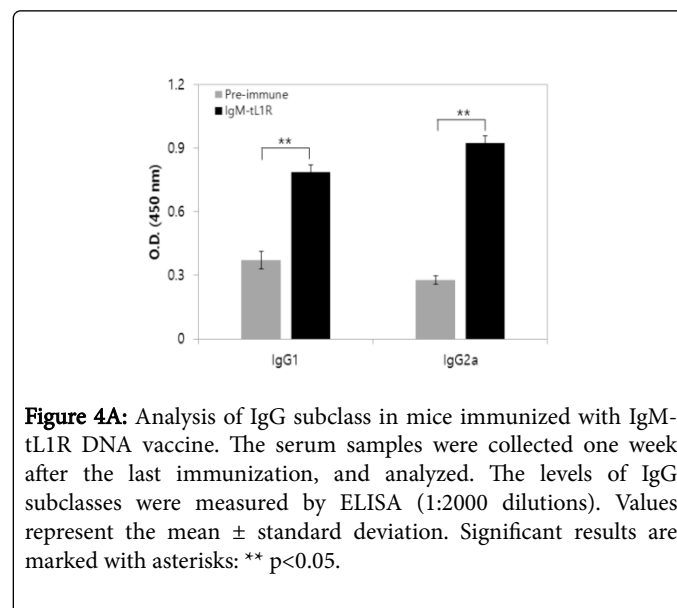 1.2
Pre-immune
IgM-tL1R
**
**
0.9
0.6
0.3
0
O.D. (450 nm)
IgG1
IgG2a
Figure 4A: Analysis of IgG subclass in mice immunized with IgM-
tL1R DNA vaccine. The serum samples were collected one week
after the last immunization, and analyzed. The levels of IgG
subclasses were measured by ELISA (1:2000 dilutions). Values
represent the mean ± standard deviation. Significant results are
marked with asterisks: ** p<0.05.